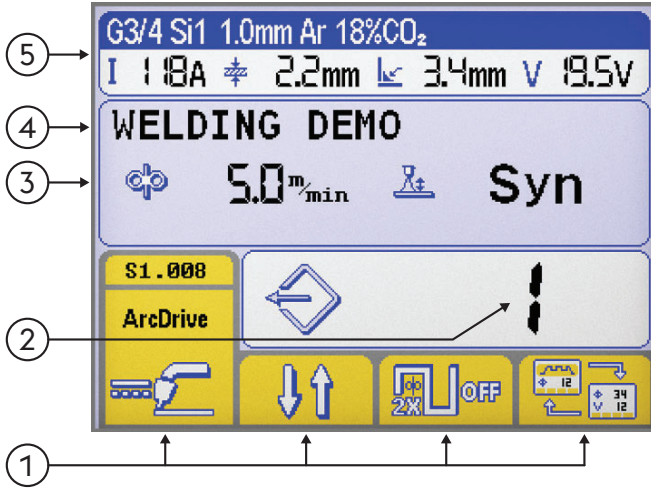 G3/4 Si1 1.0mm Ar 18%CO₂
I 118A 2.2mm 3.4mm V 19.5V
WELDING DEMO
5.0 m/min Syn
S1.008
ArcDrive
1
2X OFF
12
34
V 12
5
4
3
2
1